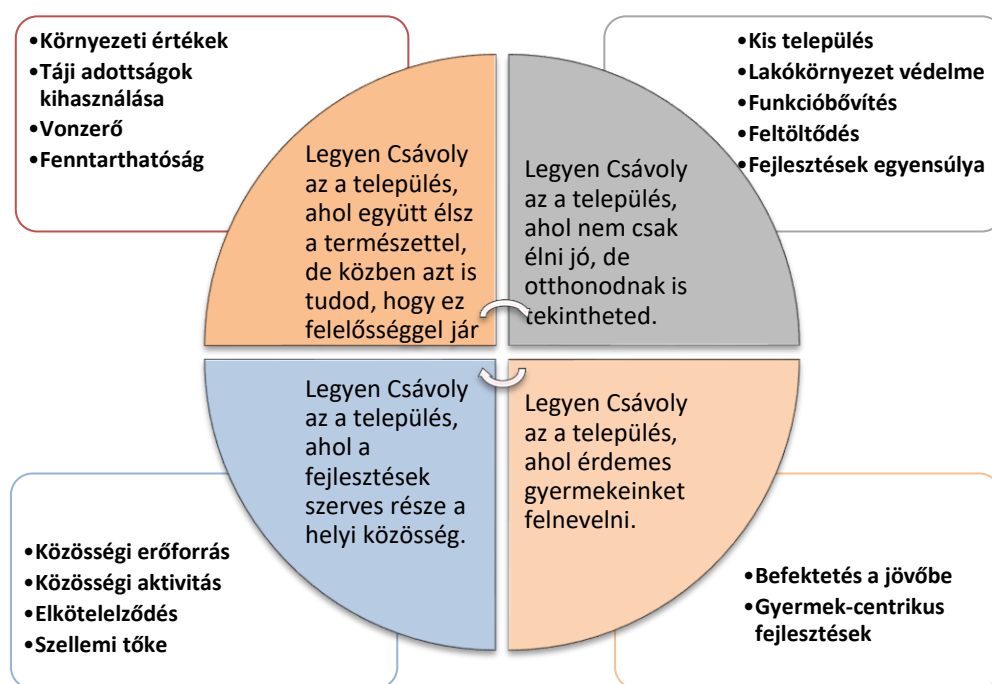 •Környezeti értékek
•Táji adottságok
kihasználása
•Vonzerő
•Fenntarthatóság
•Kis település
•Lakókörnyezet védelme
•Funkcióbővítés
•Feltöltődés
•Fejlesztések egyensúlya
Legyen Csávoly
az a település,
ahol együtt élsz
a természettel,
de közben azt is
tudod, hogy ez
felelősséggel jár
Legyen Csávoly
az a település,
ahol nem csak
élni jó, de
otthonodnak is
tekintheted.
Legyen Csávoly
az a település,
ahol a
fejlesztések
szerves része a
helyi közösség.
Legyen Csávoly
az a település,
ahol érdemes
gyermekeinket
felnevelni.
•Közösségi erőforrás
•Közösségi aktivitás
•Elkötelelződés
•Szellemi tőke
•Befektetés a jövőbe
•Gyermek-centrikus
fejlesztések